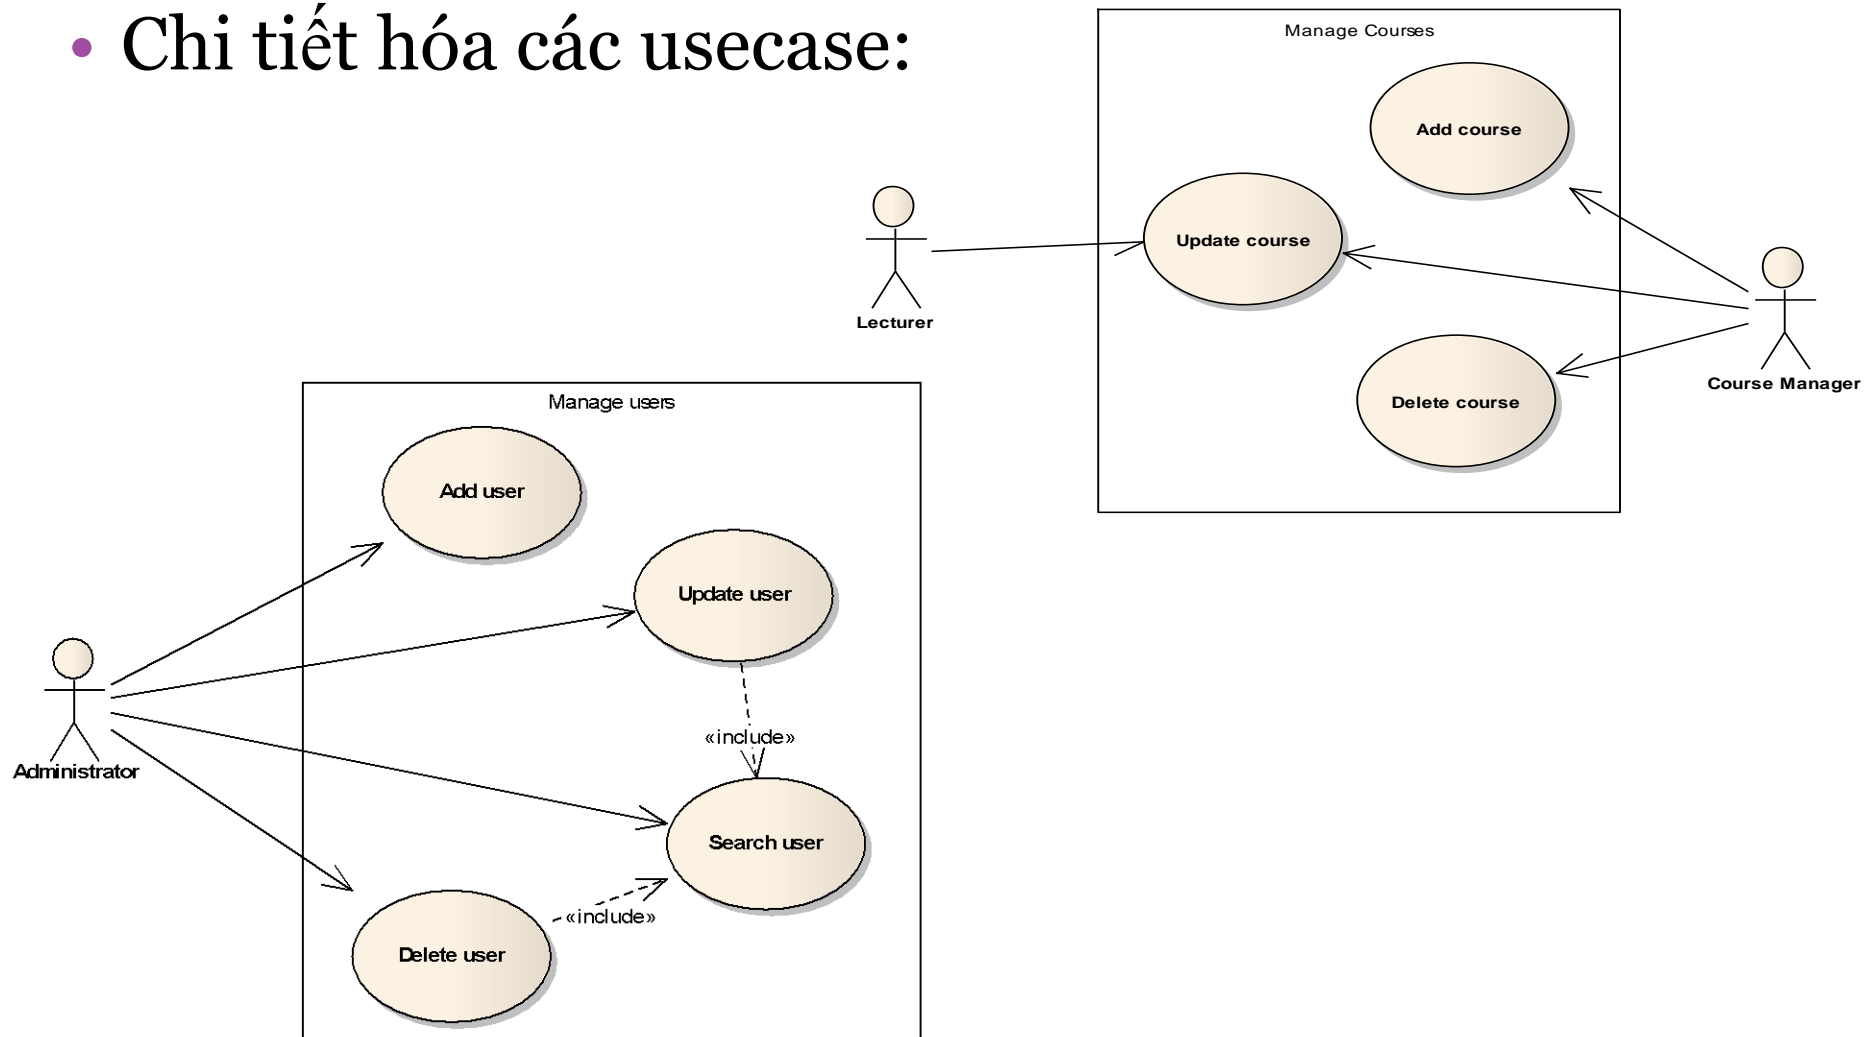 • Chi tiết hóa các usecase:
Manage Courses
Add course
Update course
Delete course
Lecturer
Course Manager
Manage users
Add user
Update user
«include»
Search user
«include»
Delete user
Administrator